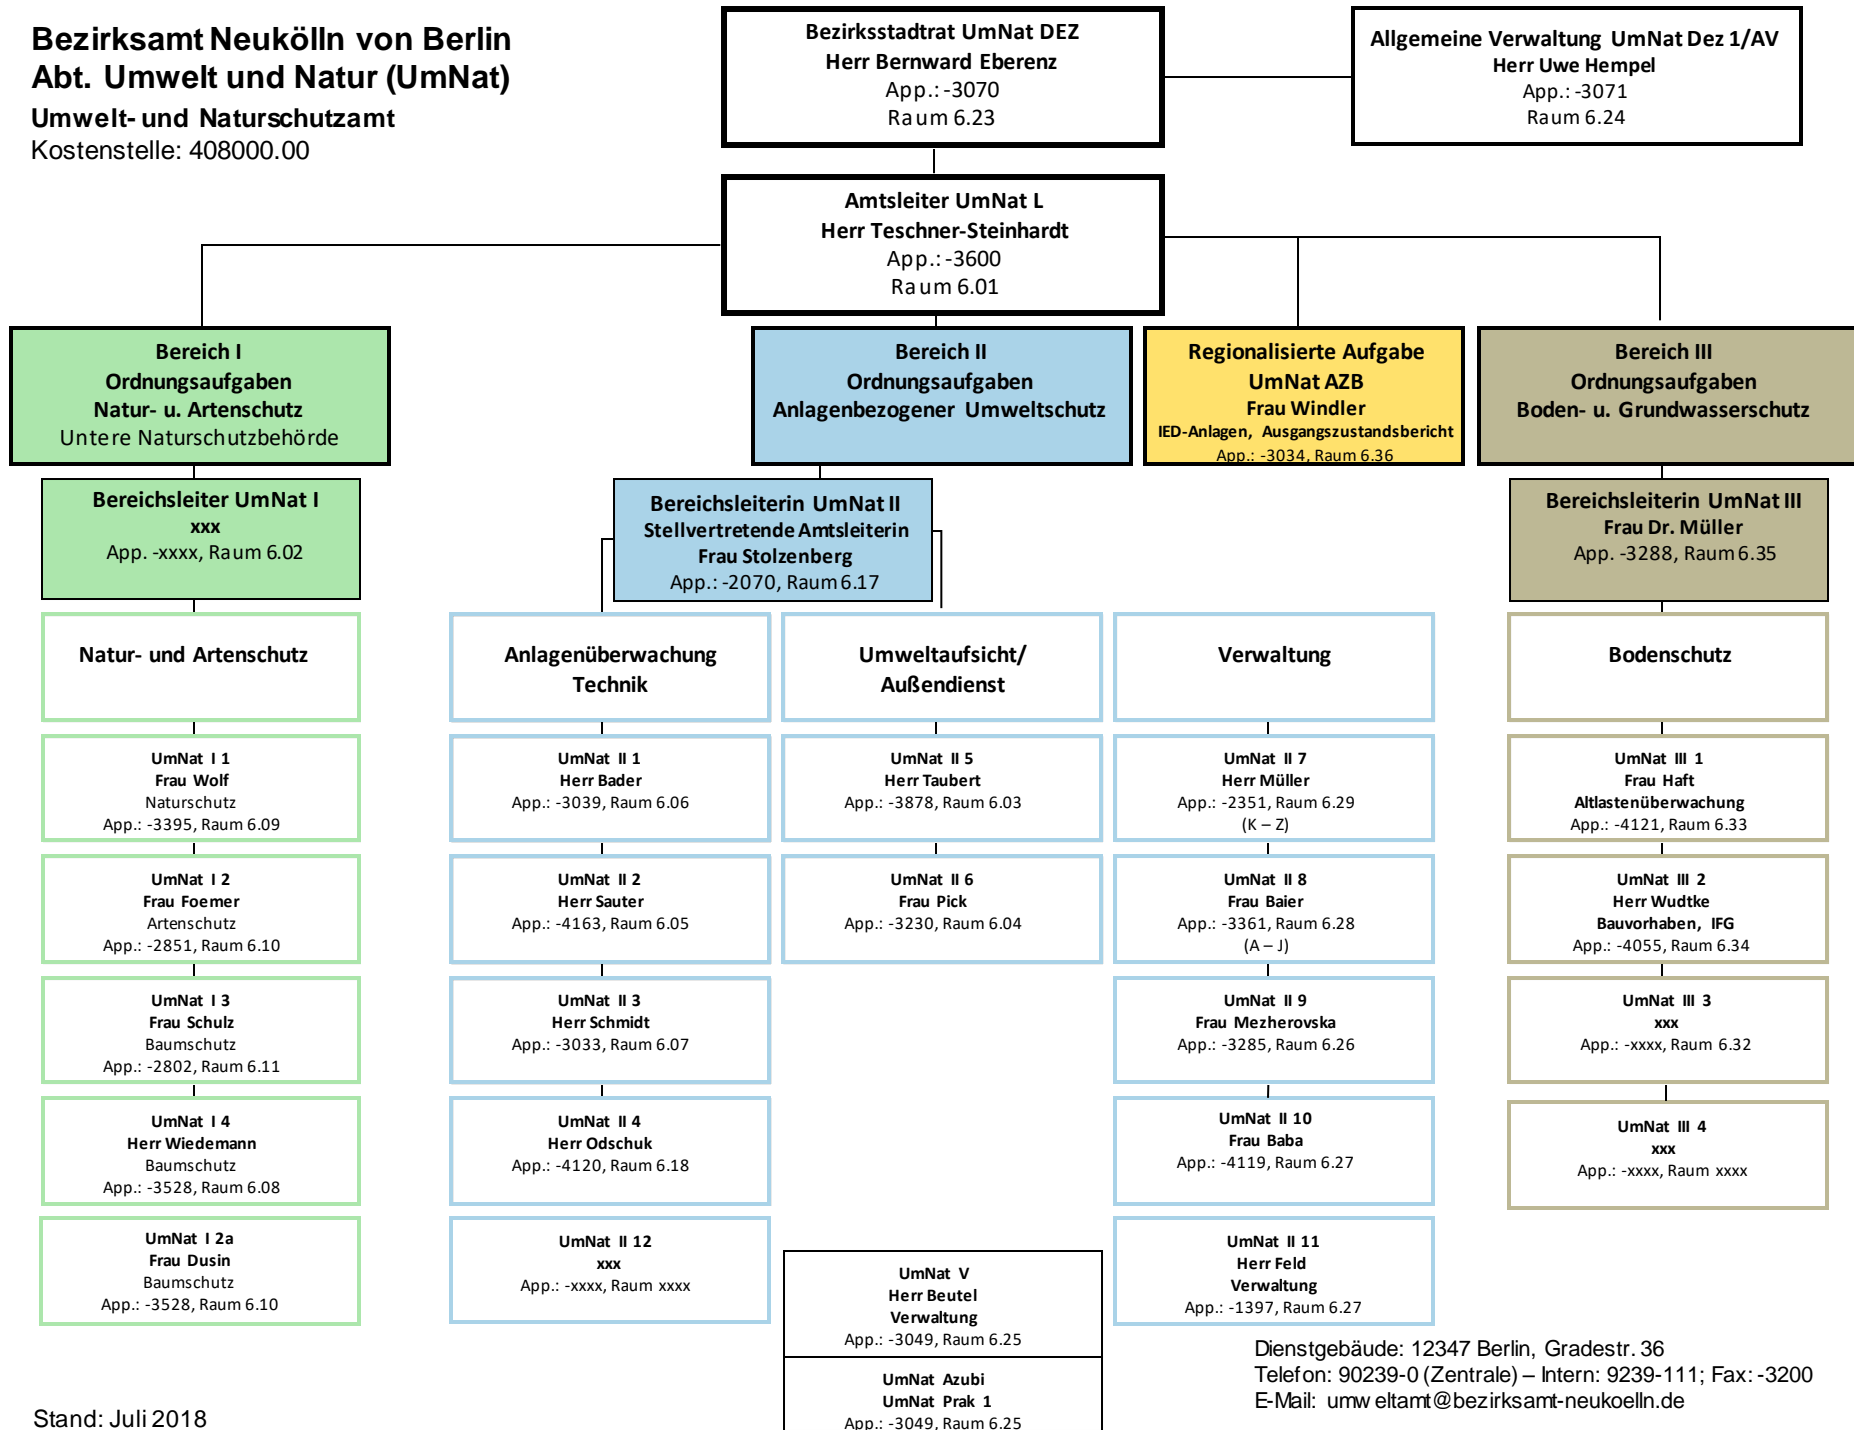 Bezirksamt Neukölln von Berlin
Abt. Umwelt und Natur (UmNat)
Umwelt- und Naturschutzamt
Kostenstelle: 408000.00
Bezirksstadtrat UmNat DEZ
Herr Bernward Eberenz
App.: -3070
Raum 6.23
Allgemeine Verwaltung UmNat Dez 1/AV
Herr Uwe Hempel
App.: -3071
Raum 6.24
Amtsleiter UmNat L
Herr Teschner-Steinhardt
App.: -3600
Raum 6.01
Bereich I
Ordnungsaufgaben
Natur- u. Artenschutz
Untere Naturschutzbehörde
Bereich II
Ordnungsaufgaben
Anlagenbezogener Umweltschutz
Regionalisierte Aufgabe
UmNat AZB
Frau Windler
IED-Anlagen, Ausgangszustandsbericht
App.: -3034, Raum 6.36
Bereich III
Ordnungsaufgaben
Boden- u. Grundwasserschutz
Bereichsleiter UmNat I
xxx
App. -xxxx, Raum 6.02
Bereichsleiterin UmNat II
Stellvertretende Amtsleiterin
Frau Stolzenberg
App.: -2070, Raum 6.17
Bereichsleiterin UmNat III
Frau Dr. Müller
App. -3288, Raum 6.35
Natur- und Artenschutz
Anlagenüberwachung
Technik
Umweltaufsicht/
Außendienst
Verwaltung
Bodenschutz
UmNat I 1
Frau Wolf
Naturschutz
App.: -3395, Raum 6.09
UmNat II 1
Herr Bader
App.: -3039, Raum 6.06
UmNat II 5
Herr Taubert
App.: -3878, Raum 6.03
UmNat II 7
Herr Müller
App.: -2351, Raum 6.29
(K – Z)
UmNat III 1
Frau Haft
Altlastenüberwachung
App.: -4121, Raum 6.33
UmNat I 2
Frau Foemer
Artenschutz
App.: -2851, Raum 6.10
UmNat II 2
Herr Sauter
App.: -4163, Raum 6.05
UmNat II 6
Frau Pick
App.: -3230, Raum 6.04
UmNat II 8
Frau Baier
App.: -3361, Raum 6.28
(A – J)
UmNat III 2
Herr Wudtke
Bauvorhaben, IFG
App.: -4055, Raum 6.34
UmNat I 3
Frau Schulz
Baumschutz
App.: -2802, Raum 6.11
UmNat II 3
Herr Schmidt
App.: -3033, Raum 6.07
UmNat II 9
Frau Mezherovska
App.: -3285, Raum 6.26
UmNat III 3
xxx
App.: -xxxx, Raum 6.32
UmNat I 4
Herr Wiedemann
Baumschutz
App.: -3528, Raum 6.08
UmNat II 4
Herr Odschuk
App.: -4120, Raum 6.18
UmNat II 10
Frau Baba
App.: -4119, Raum 6.27
UmNat III 4
xxx
App.: -xxxx, Raum xxxx
UmNat I 2a
Frau Dusin
Baumschutz
App.: -3528, Raum 6.10
UmNat II 12
xxx
App.: -xxxx, Raum xxxx
UmNat V
Herr Beutel
Verwaltung
App.: -3049, Raum 6.25
UmNat II 11
Herr Feld
Verwaltung
App.: -1397, Raum 6.27
UmNat Azubi
UmNat Prak 1
App.: -3049, Raum 6.25
Dienstgebäude: 12347 Berlin, Gradestr. 36
Telefon: 90239-0 (Zentrale) – Intern: 9239-111; Fax: -3200
E-Mail: umweltamt@bezirksamt-neukoelln.de
Stand: Juli 2018